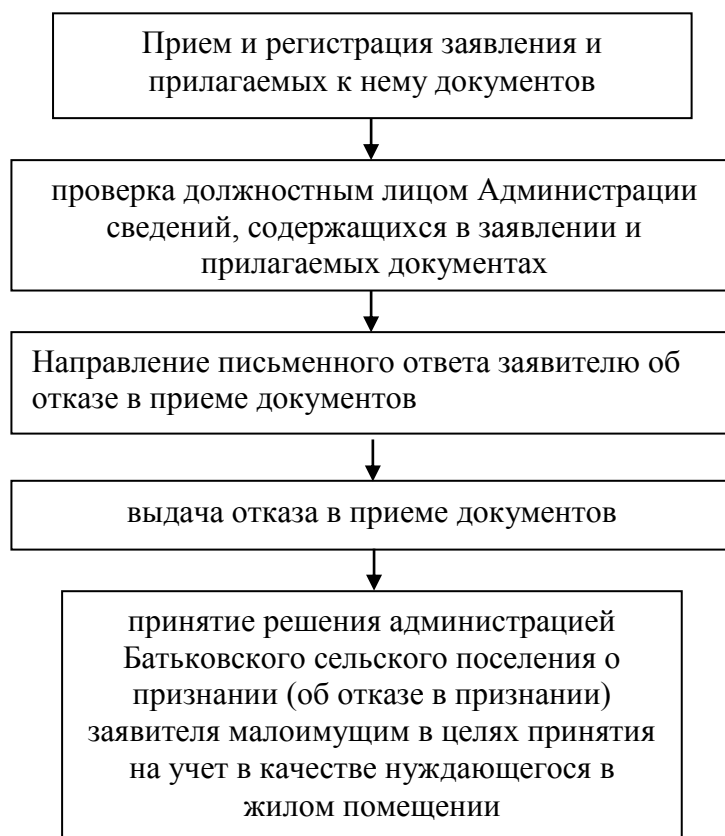 Прием и регистрация заявления и
прилагаемых к нему документов
проверка должностным лицом Администрации
сведений, содержащихся в заявлении и
прилагаемых документах
Направление письменного ответа заявителю об
отказе в приеме документов
выдача отказа в приеме документов
принятие решения администрацией
Батьковского сельского поселения о
признании (об отказе в признании)
заявителя малоимущим в целях принятия
на учет в качестве нуждающегося в
жилом помещении